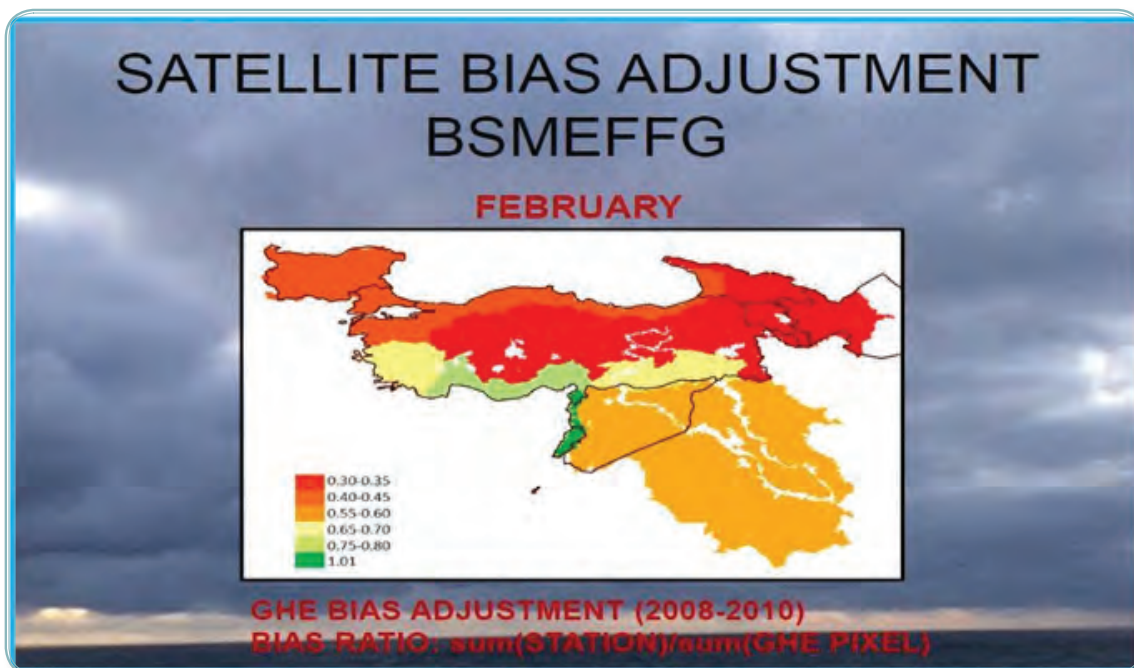 SATELLITE BIAS ADJUSTMENT
BSMEFFG
FEBRUARY
0.30-0.35
0.40-0.45
0.55-0.60
0.65-0.70
0.75-0.80
1.01
GHE BIAS ADJUSTMENT (2008-2010)
BIAS RATIO: sum(STATION)/sum(GHE PIXEL)